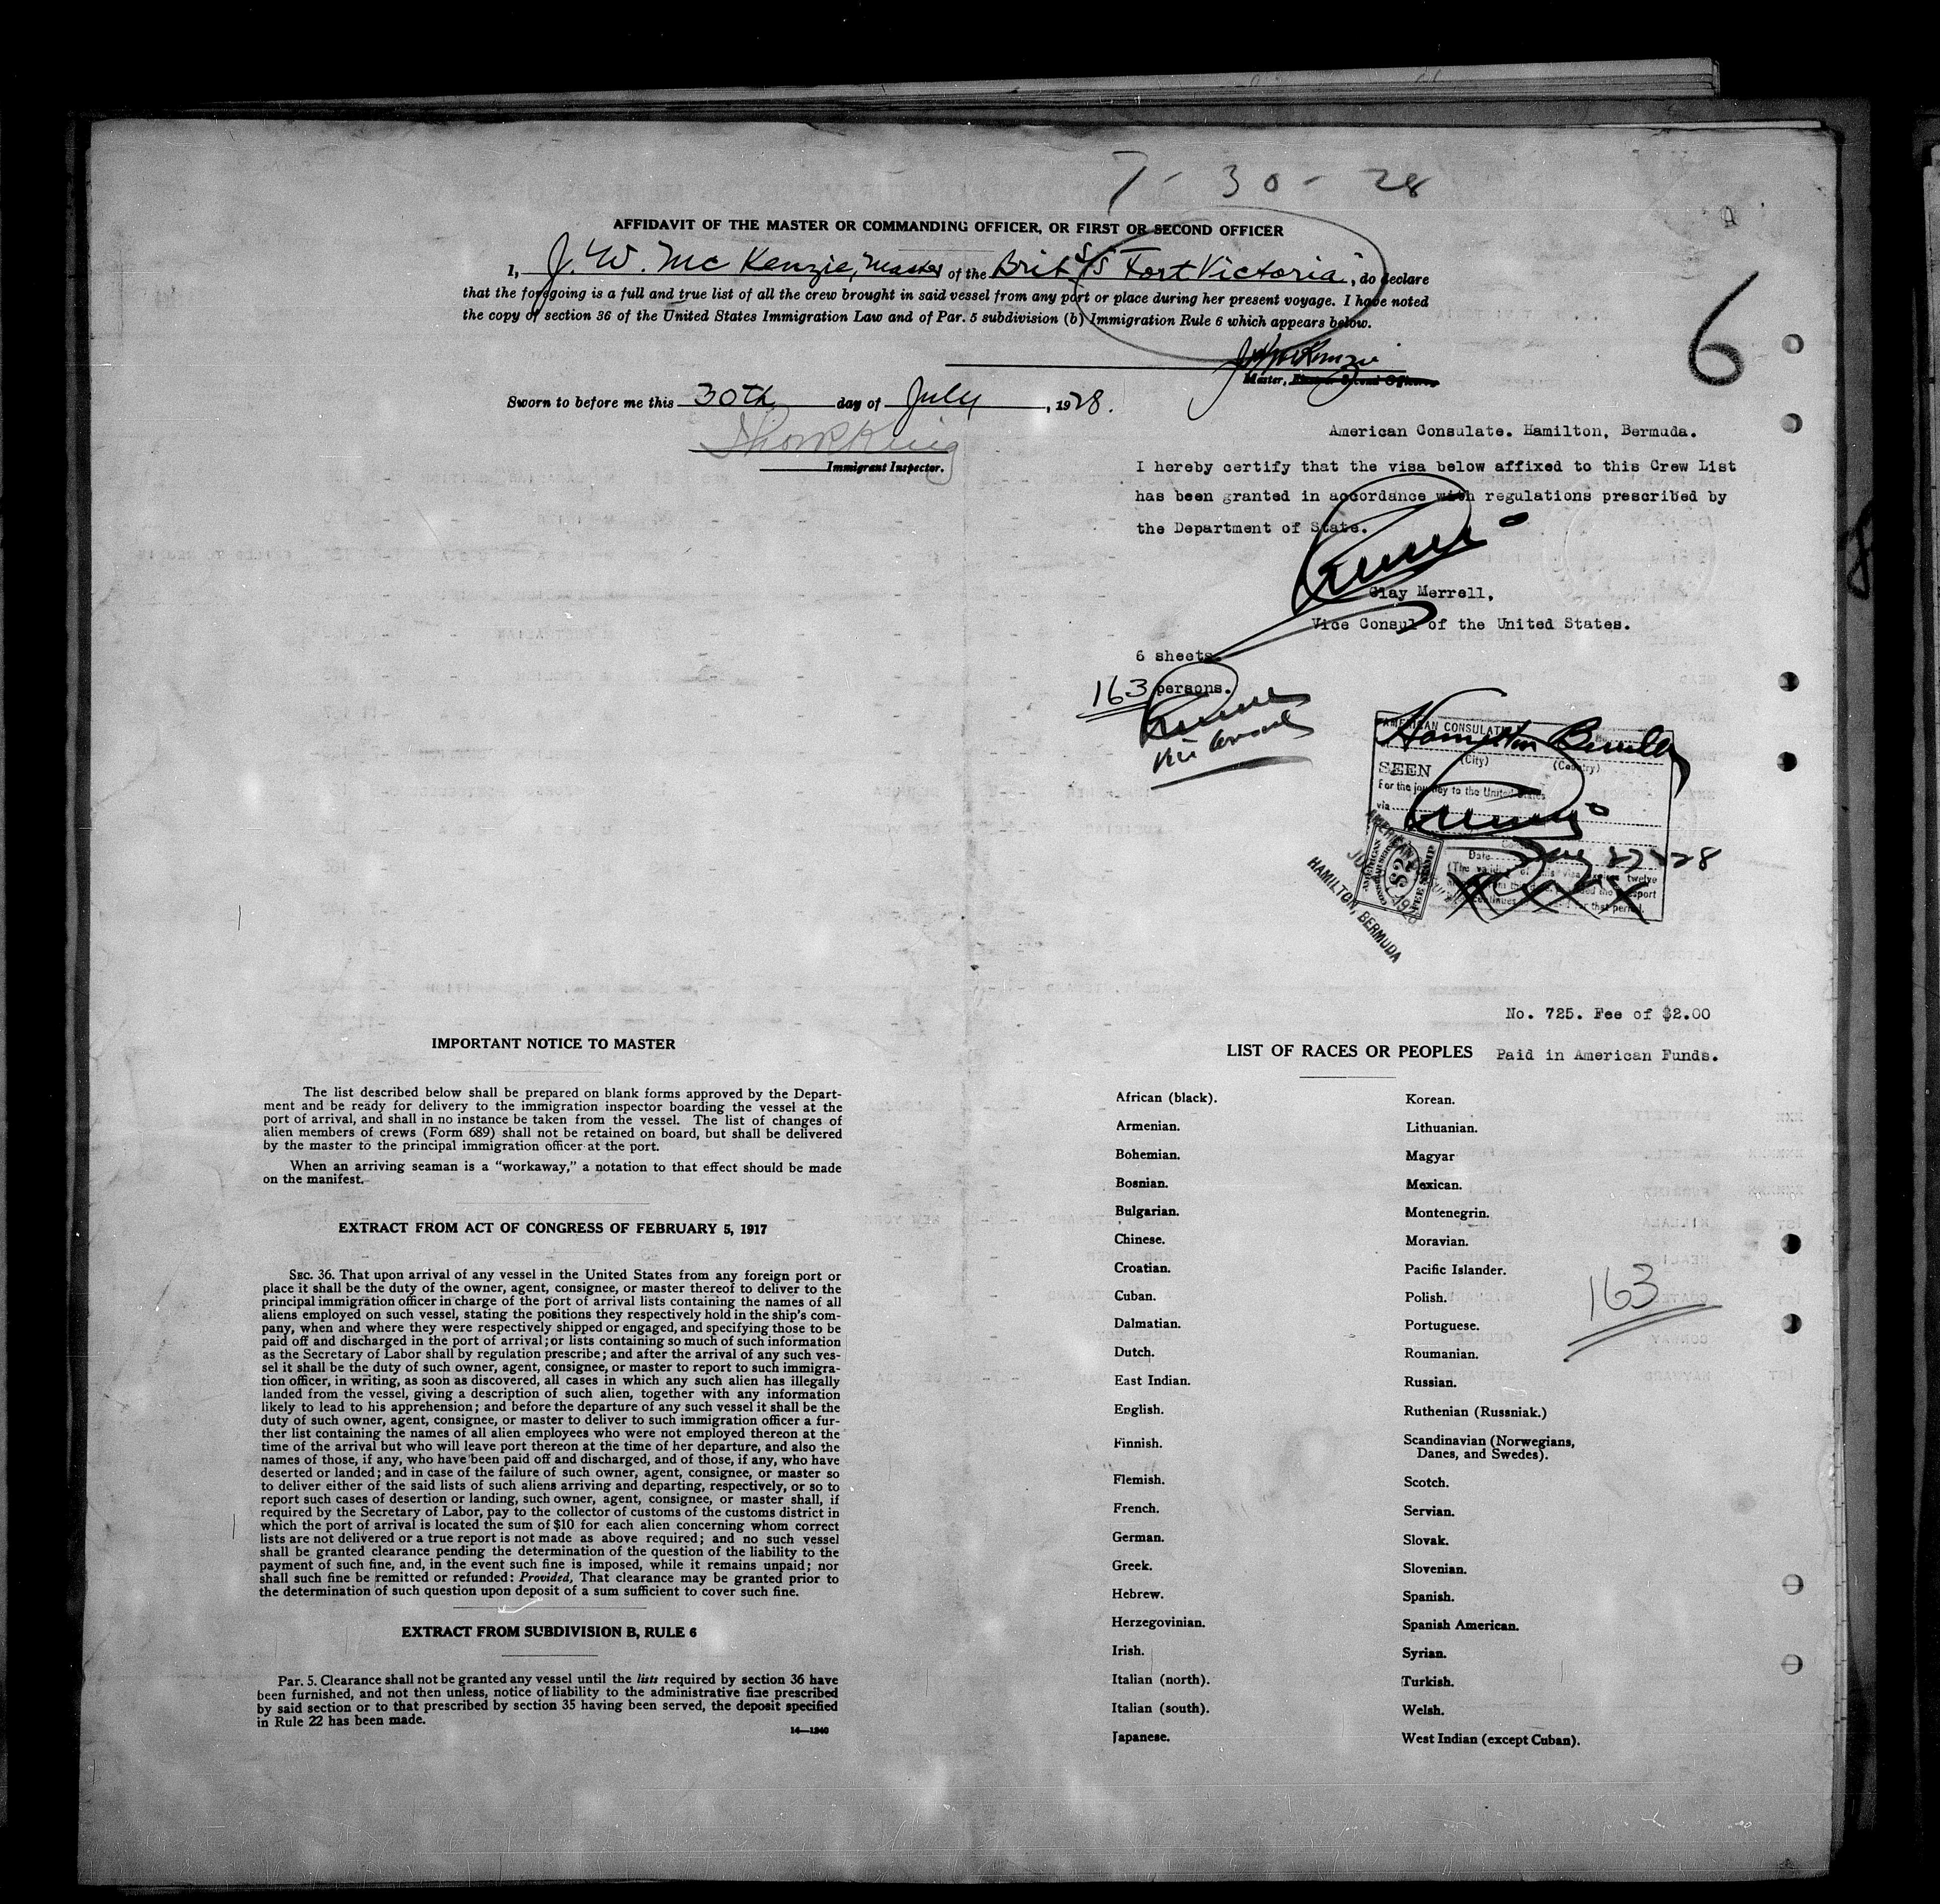 7-30-28
AFFIDAVIT OF THE MASTER OR COMMANDING OFFICER, OR FIRST OR SECOND OFFICER
I, J. W. McKenzie, Master of the Brit S/S "Fort Victoria", do declare
that the foregoing is a full and true list of all the crew brought in said vessel from any port or place during her present voyage. I have noted
the copy of section 36 of the United States Immigration Law and of Par. 5 subdivision (b) Immigration Rule 6 which appears below.
6
J W McKenzie
Master, First or Second Officer.
Sworn to before me this 30th day of July, 1928.
Immigrant Inspector.
American Consulate. Hamilton, Bermuda.
I hereby certify that the visa below affixed to this Crew List
has been granted in accordance with regulations prescribed by
the Department of State.
Clay Merrell,
Vice Consul of the United States.
6 sheets.
163 persons.
Vice Consul
AMERICAN CONSULATE
Hamilton Bermuda
(City) (Country)
SEEN
For the journey to the United States
via
Date July 27-28
AMERICAN
CONSULAR SERVICE
$2
FEE STAMP
HAMILTON, BERMUDA
No. 725. Fee of $2.00
Paid in American Funds.
IMPORTANT NOTICE TO MASTER
The list described below shall be prepared on blank forms approved by the Depart-
ment and be ready for delivery to the immigration inspector boarding the vessel at the
port of arrival, and shall in no instance be taken from the vessel. The list of changes of
alien members of crews (Form 689) shall not be retained on board, but shall be delivered
by the master to the principal immigration officer at the port.
When an arriving seaman is a "workaway," a notation to that effect should be made
on the manifest.
EXTRACT FROM ACT OF CONGRESS OF FEBRUARY 5, 1917
SEC. 36. That upon arrival of any vessel in the United States from any foreign port or
place it shall be the duty of the owner, agent, consignee, or master thereof to deliver to the
principal immigration officer in charge of the port of arrival lists containing the names of all
aliens employed on such vessel, stating the positions they respectively hold in the ship's com-
pany, when and where they were respectively shipped or engaged, and specifying those to be
paid off and discharged in the port of arrival; or lists containing so much of such information
as the Secretary of Labor shall by regulation prescribe; and after the arrival of any such ves-
sel it shall be the duty of such owner, agent, consignee, or master to report to such immigra-
tion officer, in writing, as soon as discovered, all cases in which any such alien has illegally
landed from the vessel, giving a description of such alien, together with any information
likely to lead to his apprehension; and before the departure of any such vessel it shall be the
duty of such owner, agent, consignee, or master to deliver to such immigration officer a fur-
ther list containing the names of all alien employees who were not employed thereon at the
time of the arrival but who will leave port thereon at the time of her departure, and also the
names of those, if any, who have been paid off and discharged, and of those, if any, who have
deserted or landed; and in case of the failure of such owner, agent, consignee, or master so
to deliver either of the said lists of such aliens arriving and departing, respectively, or so to
report such cases of desertion or landing, such owner, agent, consignee, or master shall, if
required by the Secretary of Labor, pay to the collector of customs of the customs district in
which the port of arrival is located the sum of $10 for each alien concerning whom correct
lists are not delivered or a true report is not made as above required; and no such vessel
shall be granted clearance pending the determination of the question of the liability to the
payment of such fine, and, in the event such fine is imposed, while it remains unpaid; nor
shall such fine be remitted or refunded: Provided, That clearance may be granted prior to
the determination of such question upon deposit of a sum sufficient to cover such fine.
EXTRACT FROM SUBDIVISION B, RULE 6
Par. 5. Clearance shall not be granted any vessel until the lists required by section 36 have
been furnished, and not then unless, notice of liability to the administrative fine prescribed
by said section or to that prescribed by section 35 having been served, the deposit specified
in Rule 22 has been made.
14—1240
LIST OF RACES OR PEOPLES
African (black).
Armenian.
Bohemian.
Bosnian.
Bulgarian.
Chinese.
Croatian.
Cuban.
Dalmatian.
Dutch.
East Indian.
English.
Finnish.
Flemish.
French.
German.
Greek.
Hebrew.
Herzegovinian.
Irish.
Italian (north).
Italian (south).
Japanese.
Korean.
Lithuanian.
Magyar
Mexican.
Montenegrin.
Moravian.
Pacific Islander.
Polish.
Portuguese.
Roumanian.
Russian.
Ruthenian (Russniak.)
Scandinavian (Norwegians,
Danes, and Swedes).
Scotch.
Servian.
Slovak.
Slovenian.
Spanish.
Spanish American.
Syrian.
Turkish.
Welsh.
West Indian (except Cuban).
163